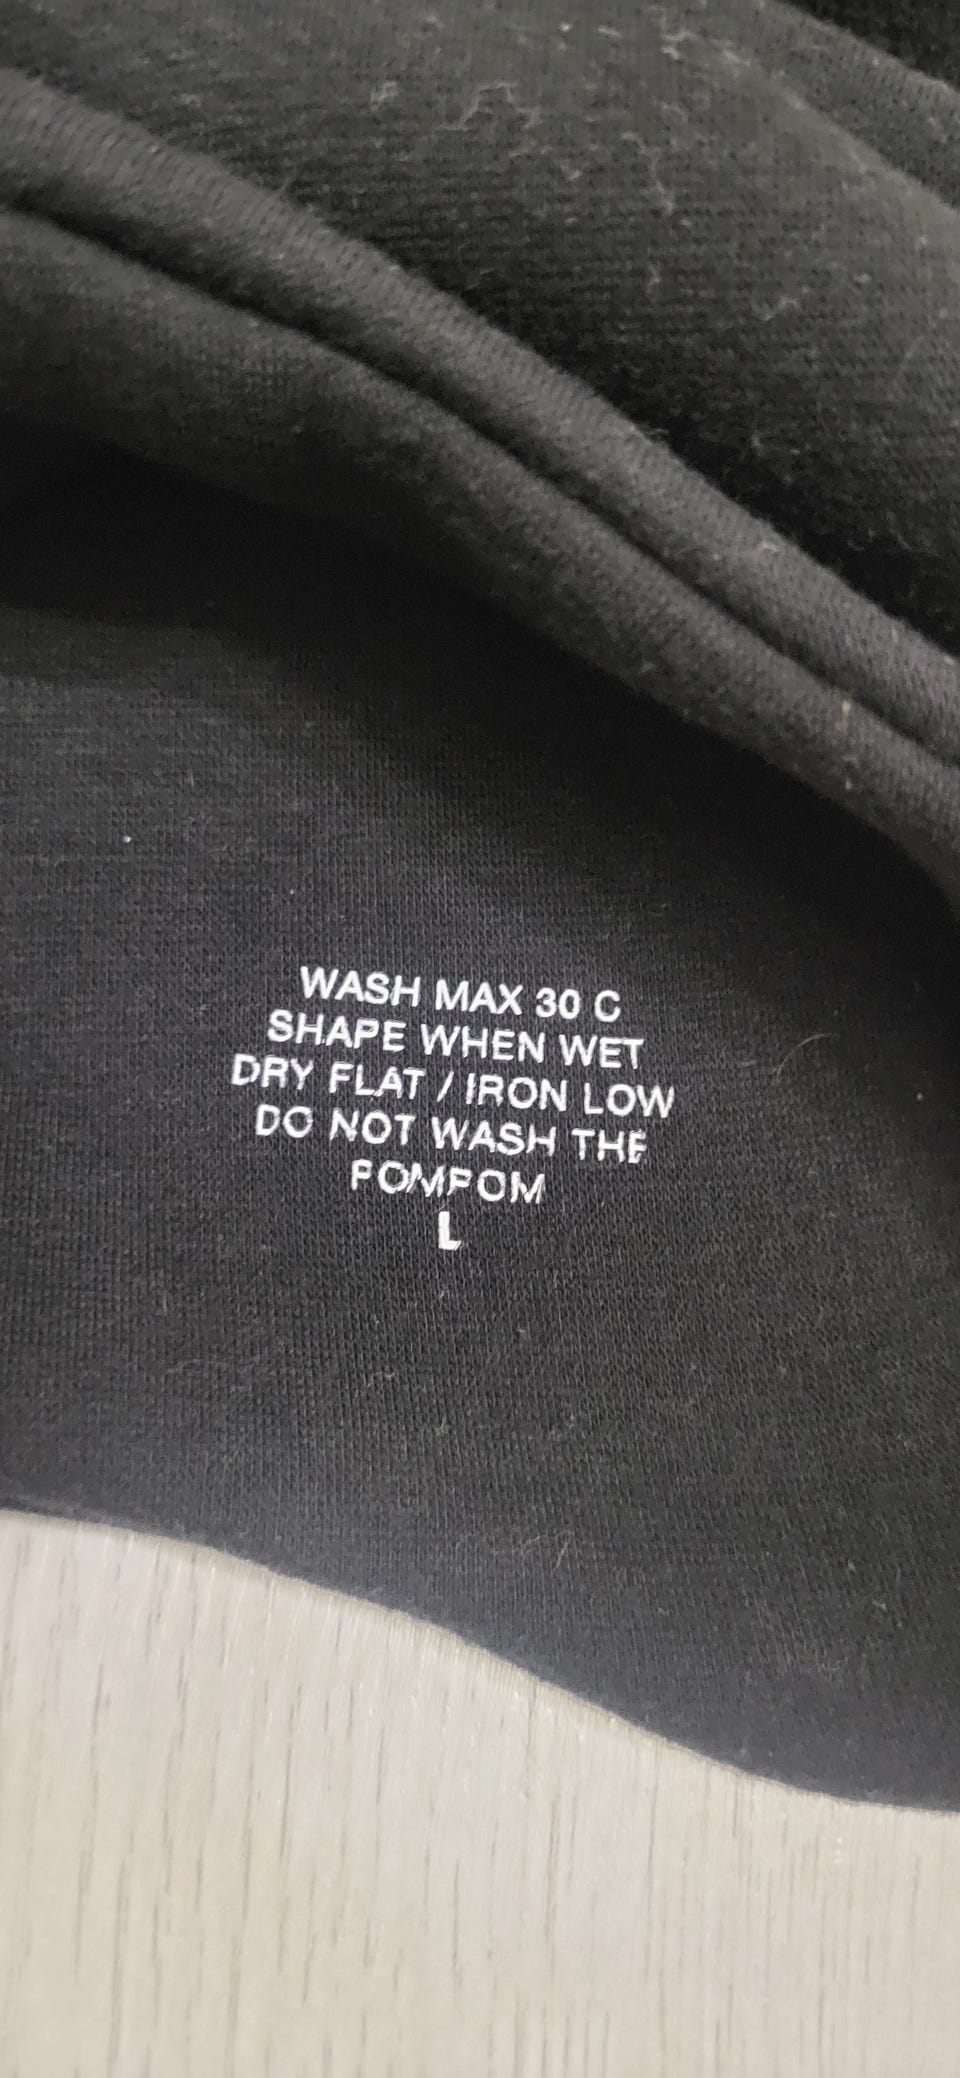 WASH MAX 30 C
SHAPE WHEN WET
DRY FLAT / IRON LOW
DO NOT WASH THE
POMPOM
L